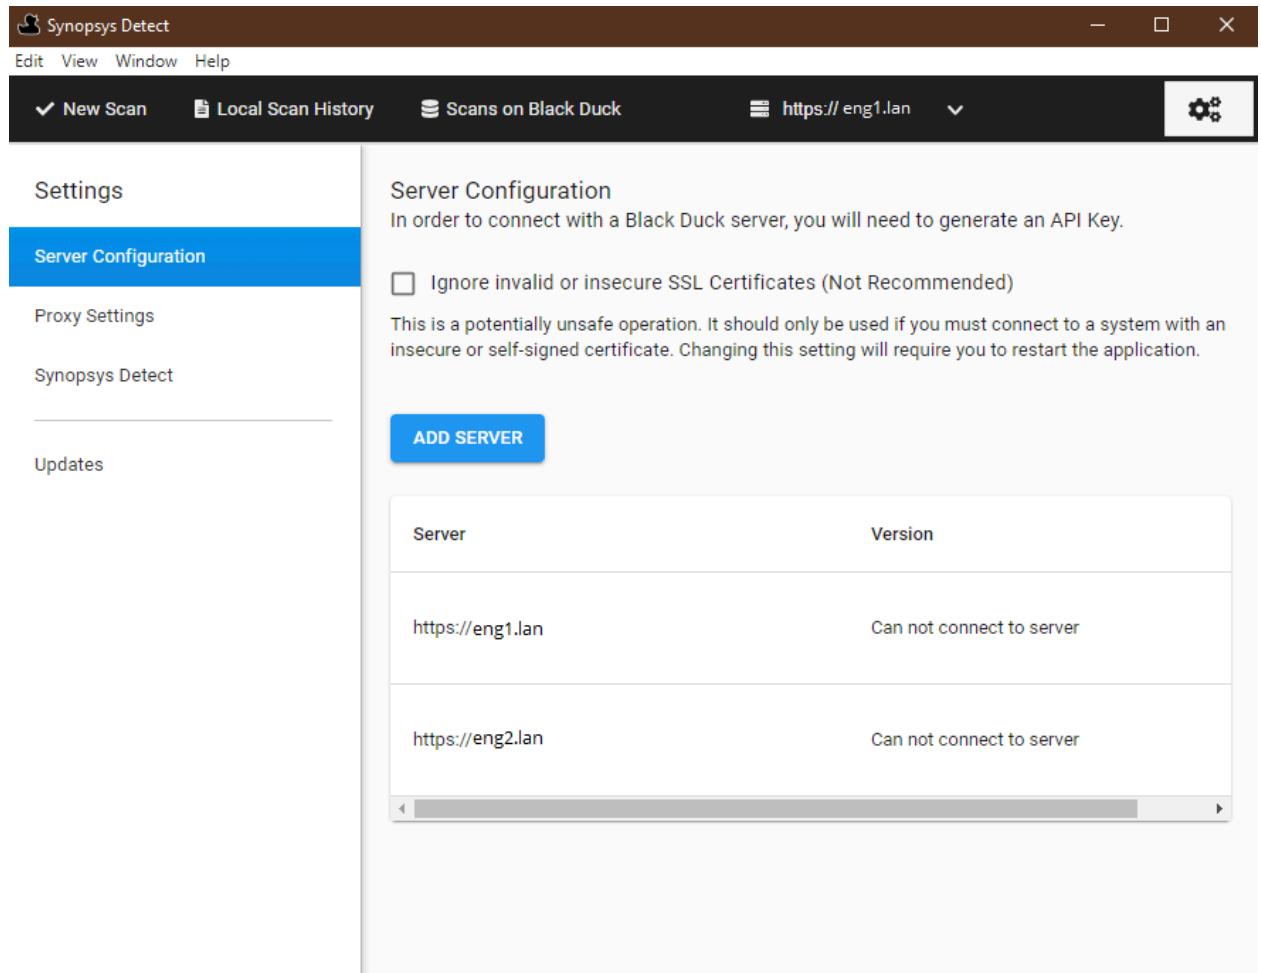 Synopsys Detect
Edit View Window Help
New Scan Local Scan History Scans on Black Duck https:// eng1.lan
Settings
Server Configuration
Proxy Settings
Synopsys Detect
Updates
Server Configuration
In order to connect with a Black Duck server, you will need to generate an API Key.
Ignore invalid or insecure SSL Certificates (Not Recommended)
This is a potentially unsafe operation. It should only be used if you must connect to a system with an
insecure or self-signed certificate. Changing this setting will require you to restart the application.
ADD SERVER
Server Version
https://eng1.lan Can not connect to server
https://eng2.lan Can not connect to server